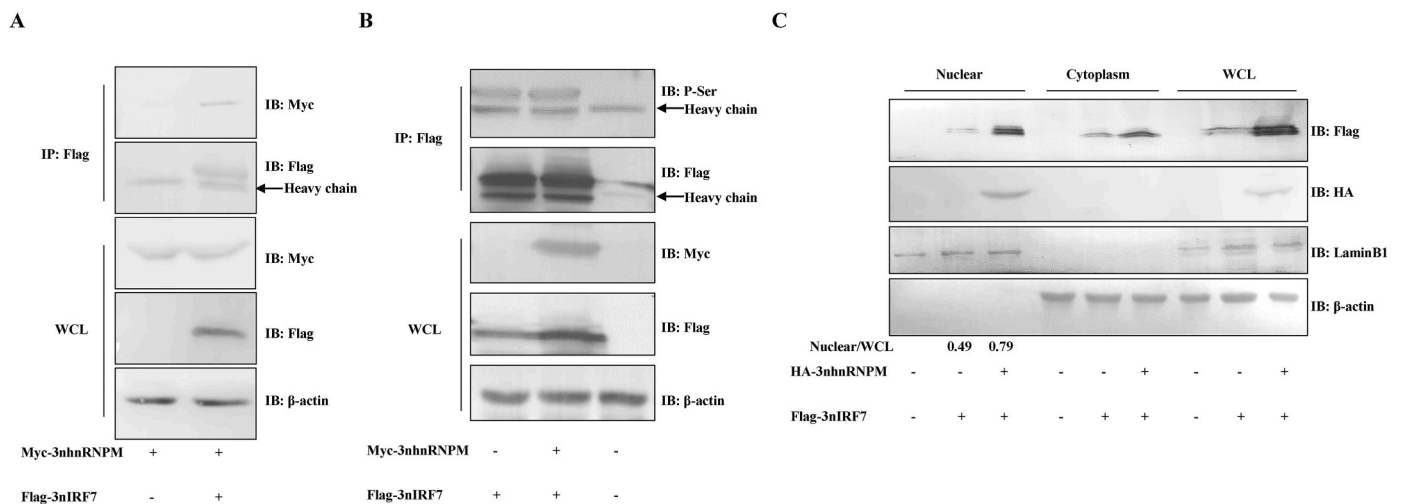 A
IB: Myc
IP: Flag
IB: Flag
Heavy chain
IB: Myc
WCL
IB: Flag
IB: β-actin
Myc-3nhnRNPM + +
Flag-3nIRF7 - +
B
IB: P-Ser
Heavy chain
IP: Flag
IB: Flag
Heavy chain
IB: Myc
WCL
IB: Flag
IB: β-actin
Myc-3nhnRNPM - + -
Flag-3nIRF7 + + -
C
Nuclear Cytoplasm WCL
IB: Flag
IB: HA
IB: LaminB1
IB: β-actin
Nuclear/WCL 0.49 0.79
HA-3nhnRNPM - - + - - + - - +
Flag-3nIRF7 - + + - + + - + +